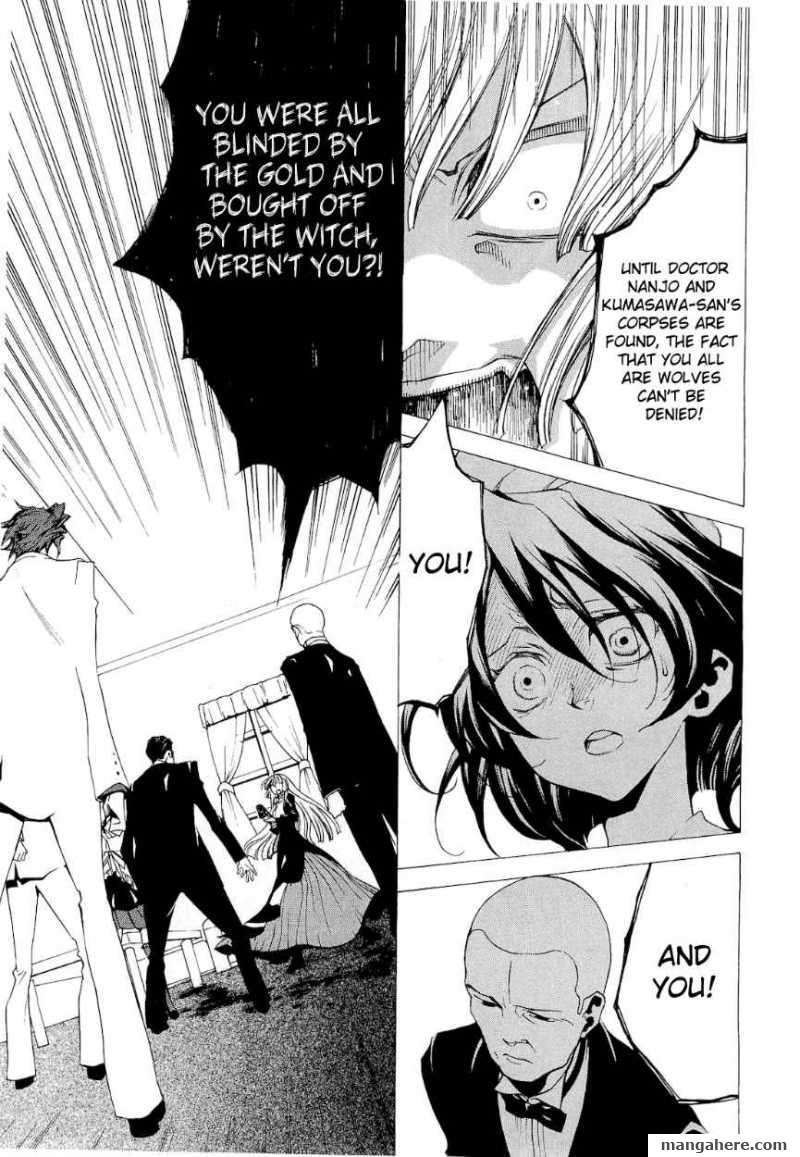 UNTIL DOCTOR
NANJO AND
KUMASAWA-SAN'S
CORPSES ARE
FOUND, THE FACT
THAT YOU ALL
ARE WOLVES
CAN'T BE
DENIED!
YOU!
AND
YOU!
YOU WERE ALL
BLINDED BY
THE GOLD AND
BOUGHT OFF
BY THE WITCH,
WEREN'T YOU?!
mangahere.com